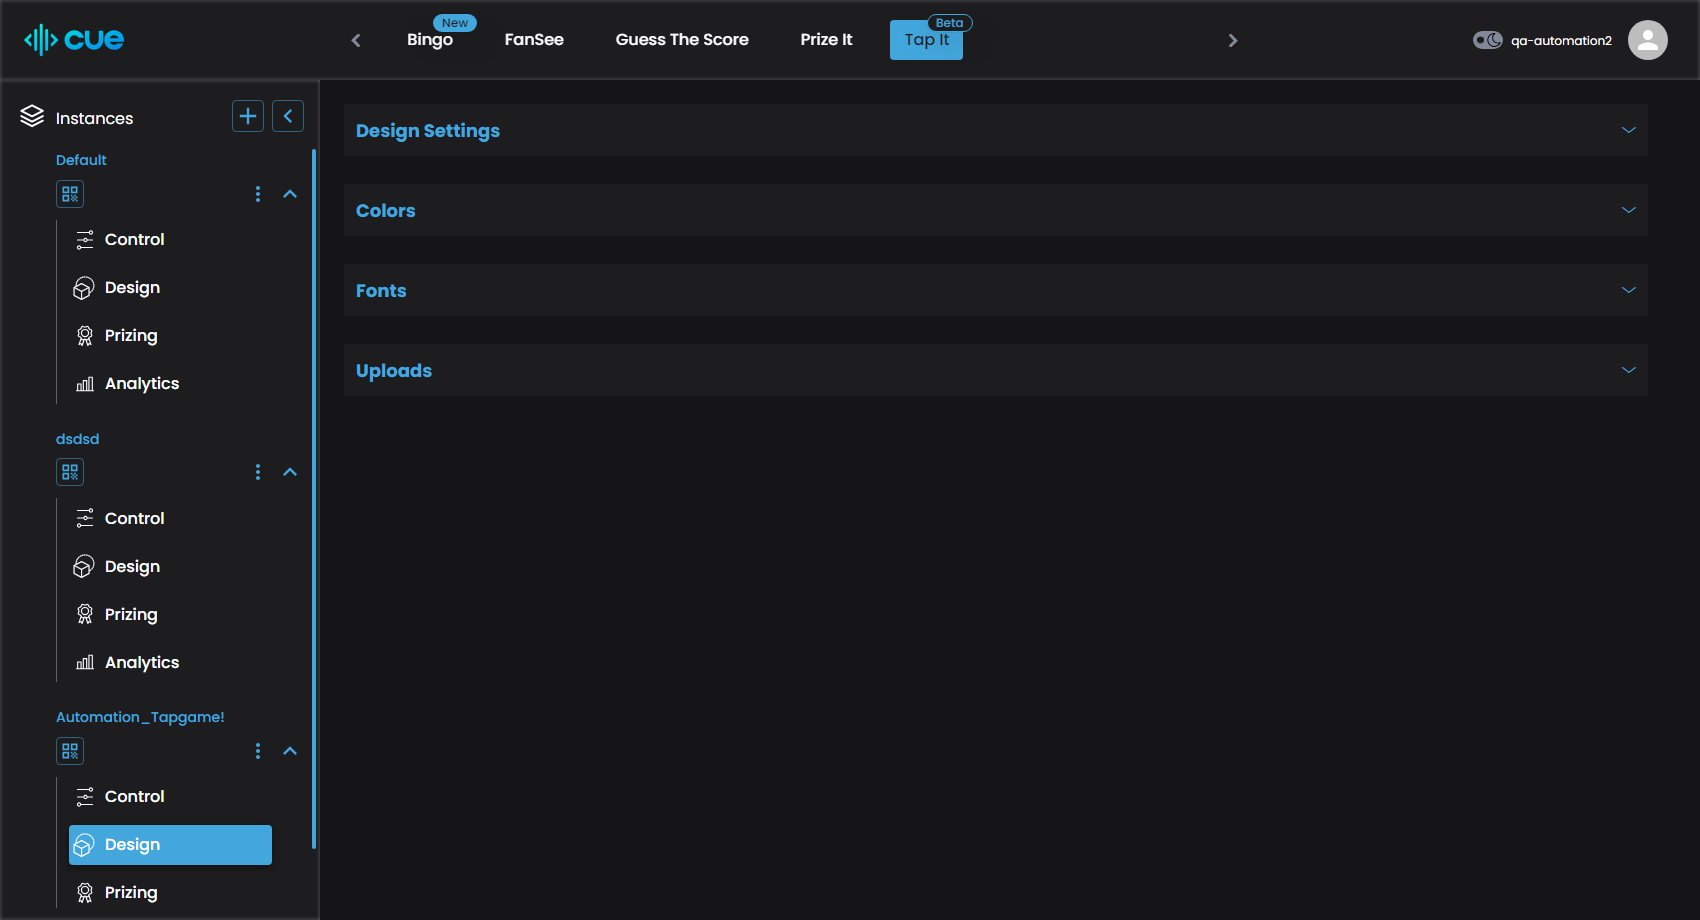 cue
New
Bingo
FanSee
Guess The Score
Prize It
Beta
Tap It
qa-automation2
Instances
Default
Control
Design
Prizing
Analytics
dsdsd
Control
Design
Prizing
Analytics
Automation_Tapgame!
Control
Design
Prizing
Design Settings
Colors
Fonts
Uploads